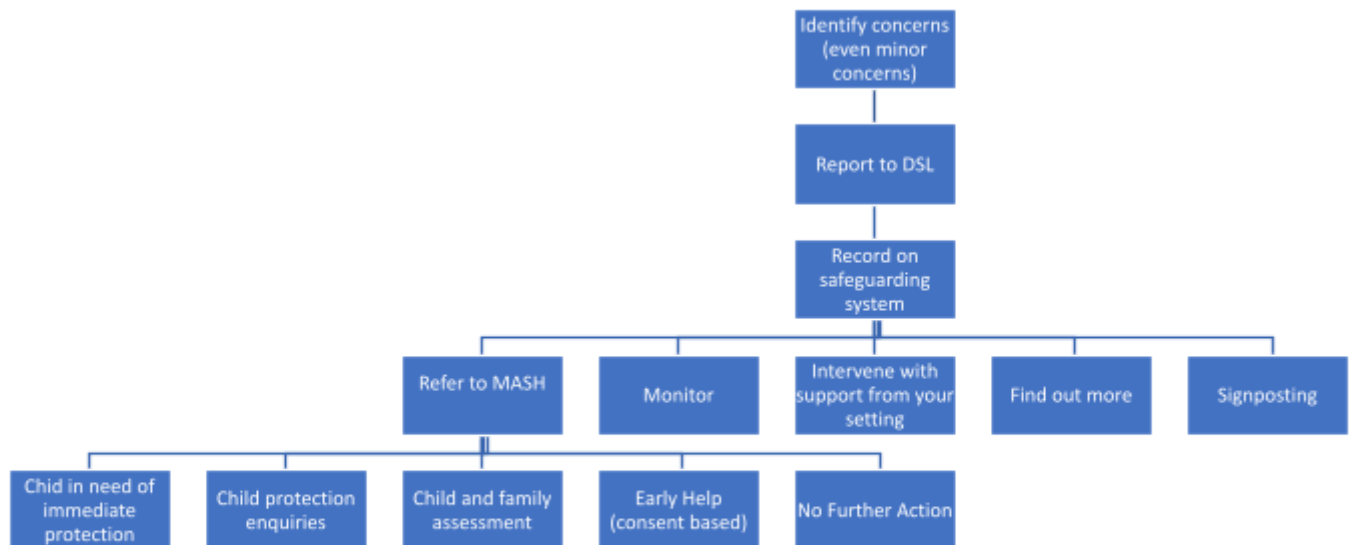 Identify concerns
(even minor
concerns)
Report to DSL
Record on
safeguarding
system
Refer to MASH
Monitor
Intervene with
support from your
setting
Find out more
Signposting
Chid in need of
immediate
protection
Child protection
enquiries
Child and family
assessment
Early Help
(consent based)
No Further Action